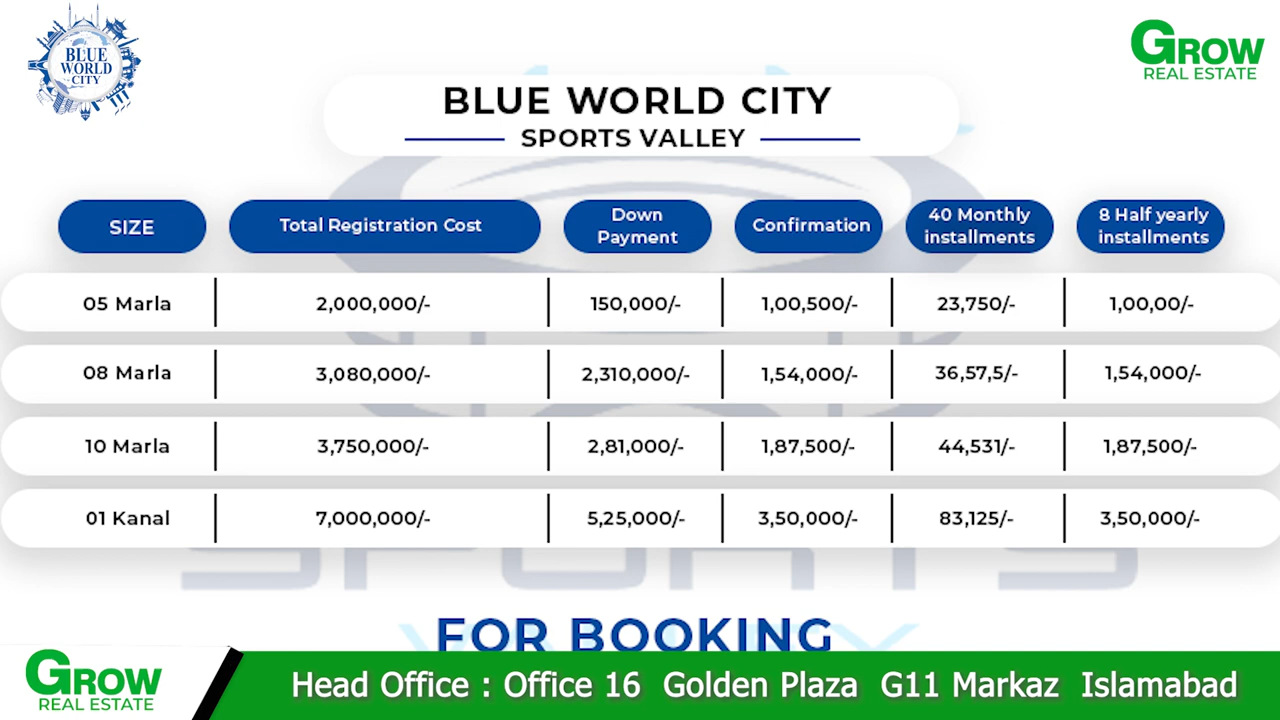 BLUE
WORLD
CITY
GROW
REAL ESTATE
BLUE WORLD CITY
SPORTS VALLEY
SIZE Total Registration Cost Down Payment Confirmation 40 Monthly installments 8 Half yearly installments
05 Marla 2,000,000/- 150,000/- 1,00,500/- 23,750/- 1,00,00/-
08 Marla 3,080,000/- 2,310,000/- 1,54,000/- 36,57,5/- 1,54,000/-
10 Marla 3,750,000/- 2,81,000/- 1,87,500/- 44,531/- 1,87,500/-
01 Kanal 7,000,000/- 5,25,000/- 3,50,000/- 83,125/- 3,50,000/-
SPORTS
VALLEY
FOR BOOKING
GROW
REAL ESTATE
Head Office : Office 16 Golden Plaza G11 Markaz Islamabad